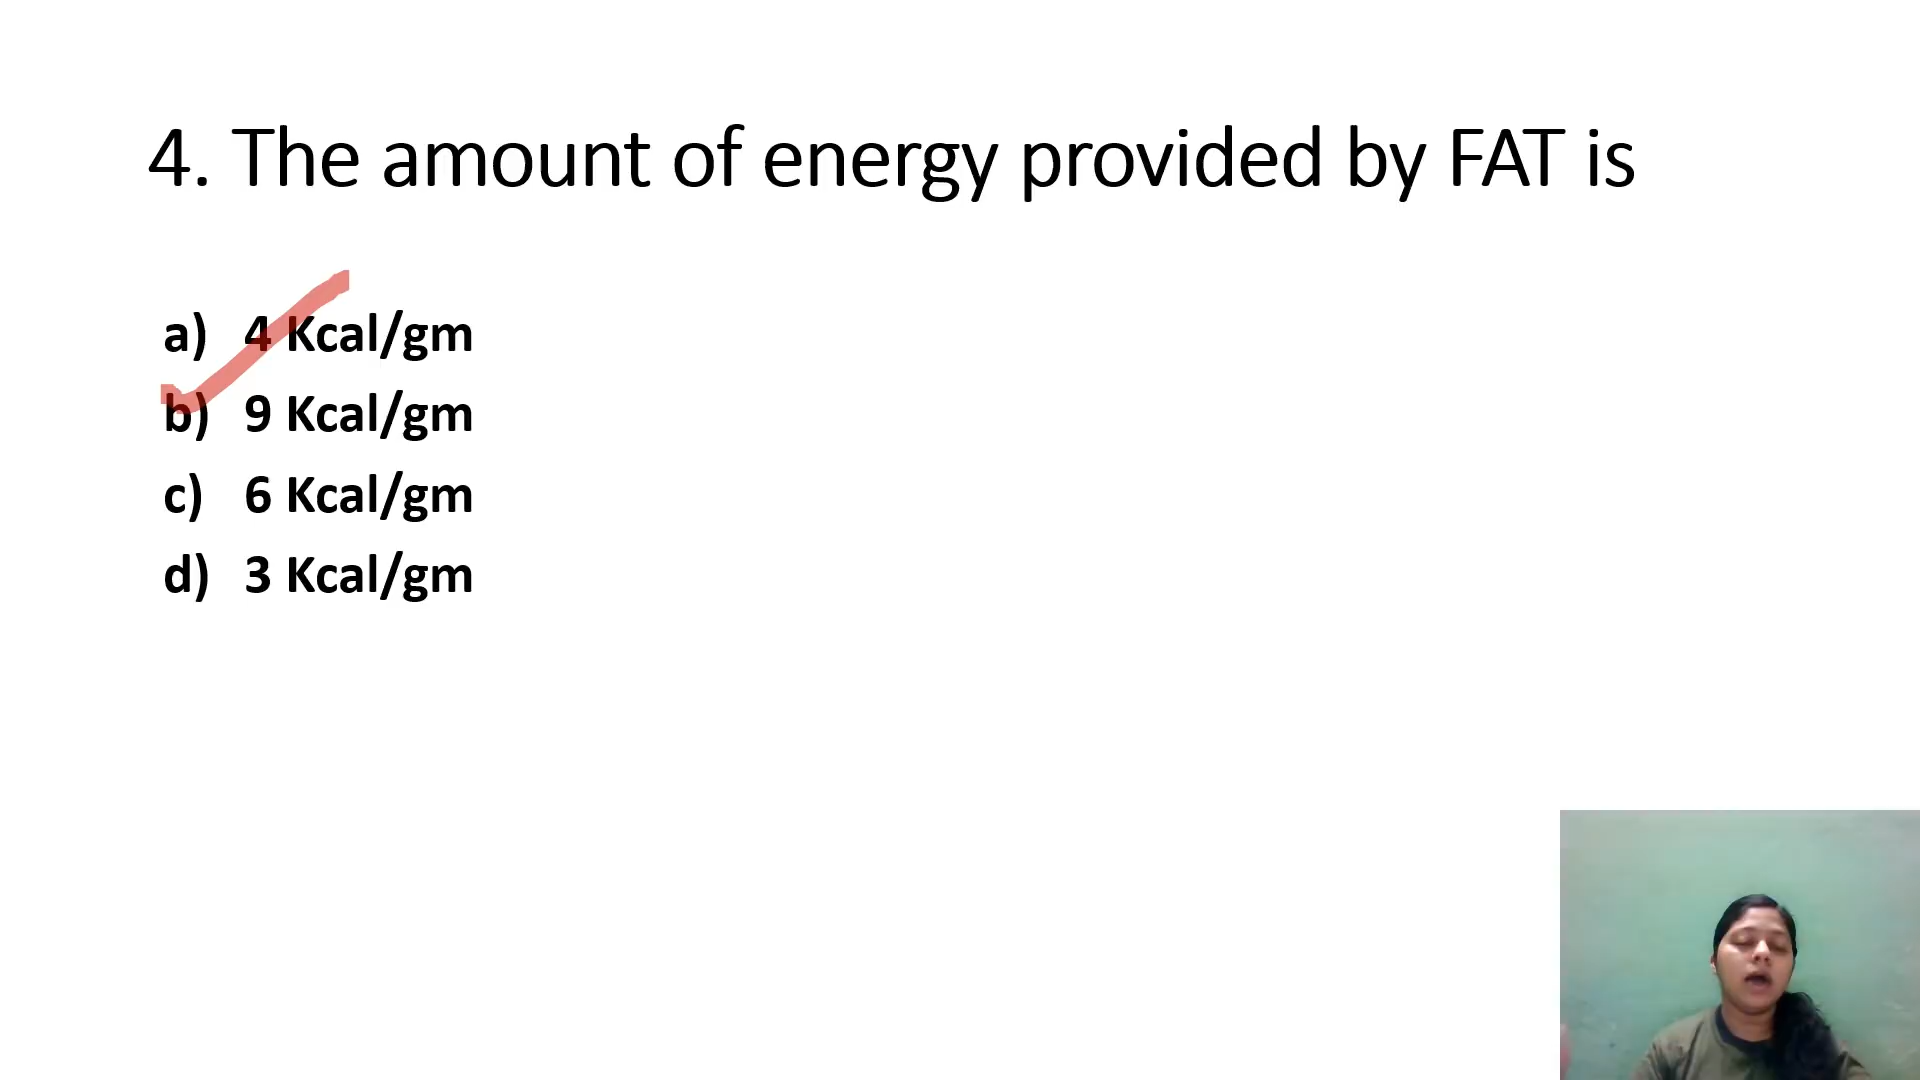 4. The amount of energy provided by FAT is
a) 4 Kcal/gm
b) 9 Kcal/gm
c) 6 Kcal/gm
d) 3 Kcal/gm